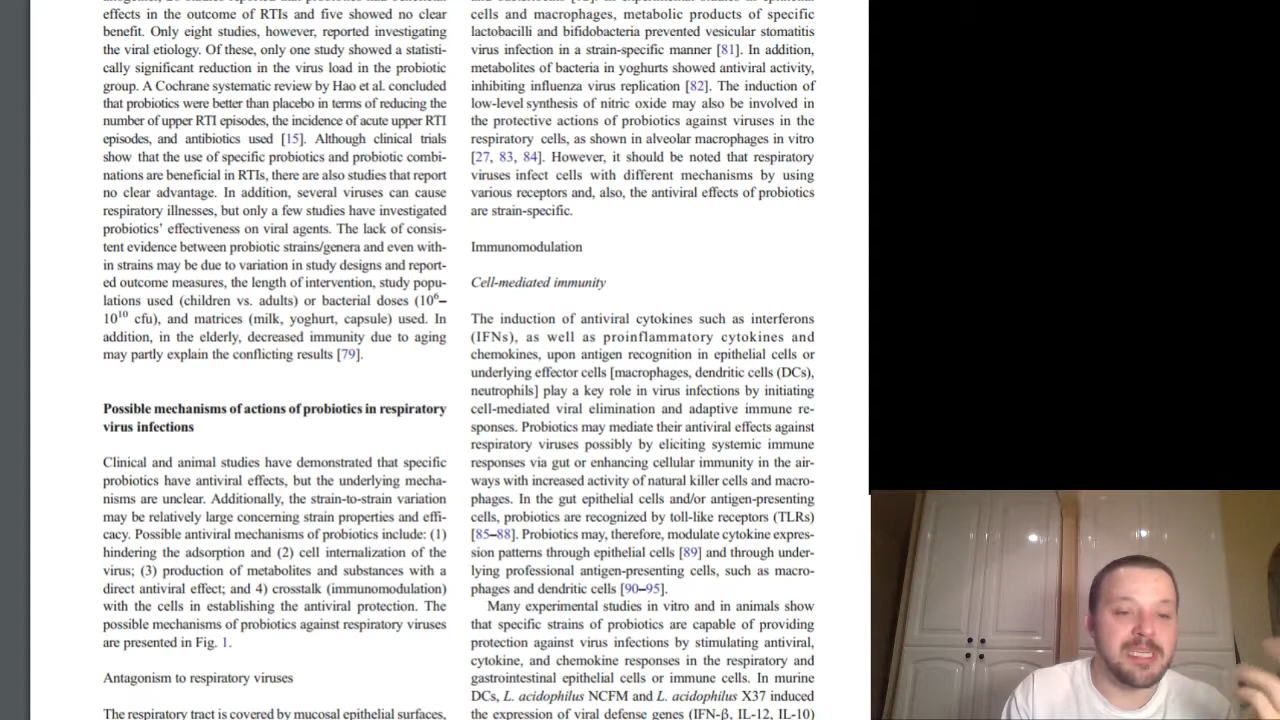 effects in the outcome of RTIs and five showed no clear
benefit. Only eight studies, however, reported investigating
the viral etiology. Of these, only one study showed a statisti-
cally significant reduction in the virus load in the probiotic
group. A Cochrane systematic review by Hao et al. concluded
that probiotics were better than placebo in terms of reducing the
number of upper RTI episodes, the incidence of acute upper RTI
episodes, and antibiotics used [15]. Although clinical trials
show that the use of specific probiotics and probiotic combi-
nations are beneficial in RTIs, there are also studies that report
no clear advantage. In addition, several viruses can cause
respiratory illnesses, but only a few studies have investigated
probiotics' effectiveness on viral agents. The lack of consis-
tent evidence between probiotic strains/genera and even with-
in strains may be due to variation in study designs and report-
ed outcome measures, the length of intervention, study popu-
lations used (children vs. adults) or bacterial doses (10⁶–
10¹⁰ cfu), and matrices (milk, yoghurt, capsule) used. In
addition, in the elderly, decreased immunity due to aging
may partly explain the conflicting results [79].
Possible mechanisms of actions of probiotics in respiratory
virus infections
Clinical and animal studies have demonstrated that specific
probiotics have antiviral effects, but the underlying mecha-
nisms are unclear. Additionally, the strain-to-strain variation
may be relatively large concerning strain properties and effi-
cacy. Possible antiviral mechanisms of probiotics include: (1)
hindering the adsorption and (2) cell internalization of the
virus; (3) production of metabolites and substances with a
direct antiviral effect; and 4) crosstalk (immunomodulation)
with the cells in establishing the antiviral protection. The
possible mechanisms of probiotics against respiratory viruses
are presented in Fig. 1.
Antagonism to respiratory viruses
The respiratory tract is covered by mucosal epithelial surfaces,
cells and macrophages, metabolic products of specific
lactobacilli and bifidobacteria prevented vesicular stomatitis
virus infection in a strain-specific manner [81]. In addition,
metabolites of bacteria in yoghurts showed antiviral activity,
inhibiting influenza virus replication [82]. The induction of
low-level synthesis of nitric oxide may also be involved in
the protective actions of probiotics against viruses in the
respiratory cells, as shown in alveolar macrophages in vitro
[27, 83, 84]. However, it should be noted that respiratory
viruses infect cells with different mechanisms by using
various receptors and, also, the antiviral effects of probiotics
are strain-specific.
Immunomodulation
Cell-mediated immunity
The induction of antiviral cytokines such as interferons
(IFNs), as well as proinflammatory cytokines and
chemokines, upon antigen recognition in epithelial cells or
underlying effector cells [macrophages, dendritic cells (DCs),
neutrophils] play a key role in virus infections by initiating
cell-mediated viral elimination and adaptive immune re-
sponses. Probiotics may mediate their antiviral effects against
respiratory viruses possibly by eliciting systemic immune
responses via gut or enhancing cellular immunity in the air-
ways with increased activity of natural killer cells and macro-
phages. In the gut epithelial cells and/or antigen-presenting
cells, probiotics are recognized by toll-like receptors (TLRs)
[85–88]. Probiotics may, therefore, modulate cytokine expres-
sion patterns through epithelial cells [89] and through under-
lying professional antigen-presenting cells, such as macro-
phages and dendritic cells [90–95].
Many experimental studies in vitro and in animals show
that specific strains of probiotics are capable of providing
protection against virus infections by stimulating antiviral,
cytokine, and chemokine responses in the respiratory and
gastrointestinal epithelial cells or immune cells. In murine
DCs, L. acidophilus NCFM and L. acidophilus X37 induced
the expression of viral defense genes (IFN-β, IL-12, IL-10)